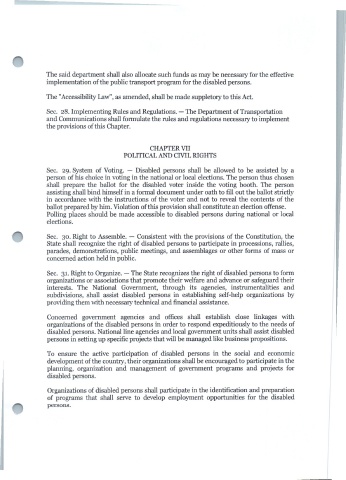 The said department shall also allocate such funds as may be necessary for the effective
implementation of the public transport program for the disabled persons.
The "Accessibility Law", as amended, shall be made suppletory to this Act.
Sec. 28. Implementing Rules and Regulations. — The Department of Transportation
and Communications shall formulate the rules and regulations necessary to implement
the provisions of this Chapter.
CHAPTER VII
POLITICAL AND CIVIL RIGHTS
Sec. 29. System of Voting. — Disabled persons shall be allowed to be assisted by a
person of his choice in voting in the national or local elections. The person thus chosen
shall prepare the ballot for the disabled voter inside the voting booth. The person
assisting shall bind himself in a formal document under oath to fill out the ballot strictly
in accordance with the instructions of the voter and not to reveal the contents of the
ballot prepared by him. Violation of this provision shall constitute an election offense.
Polling places should be made accessible to disabled persons during national or local
elections.
Sec. 30. Right to Assemble. — Consistent with the provisions of the Constitution, the
State shall recognize the right of disabled persons to participate in processions, rallies,
parades, demonstrations, public meetings, and assemblages or other forms of mass or
concerned action held in public.
Sec. 31. Right to Organize. — The State recognizes the right of disabled persons to form
organizations or associations that promote their welfare and advance or safeguard their
interests. The National Government, through its agencies, instrumentalities and
subdivisions, shall assist disabled persons in establishing self-help organizations by
providing them with necessary technical and financial assistance.
Concerned government agencies and offices shall establish close linkages with
organizations of the disabled persons in order to respond expeditiously to the needs of
disabled persons. National line agencies and local government units shall assist disabled
persons in setting up specific projects that will be managed like business propositions.
To ensure the active participation of disabled persons in the social and economic
development of the country, their organizations shall be encouraged to participate in the
planning, organization and management of government programs and projects for
disabled persons.
Organizations of disabled persons shall participate in the identification and preparation
of programs that shall serve to develop employment opportunities for the disabled
persons.